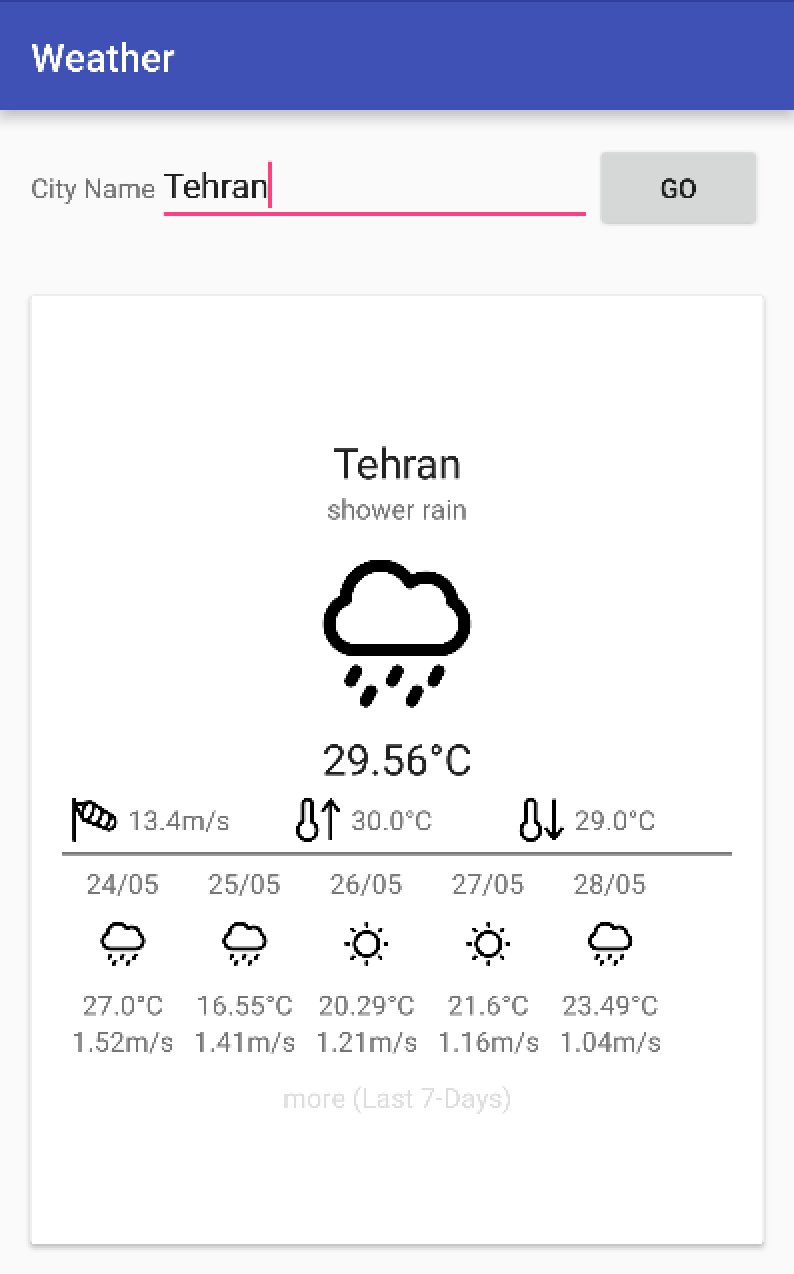 Weather
City Name Tehran GO
Tehran
shower rain
29.56°C
13.4m/s 30.0°C 29.0°C
24/05 25/05 26/05 27/05 28/05
27.0°C 16.55°C 20.29°C 21.6°C 23.49°C
1.52m/s 1.41m/s 1.21m/s 1.16m/s 1.04m/s
more (Last 7-Days)